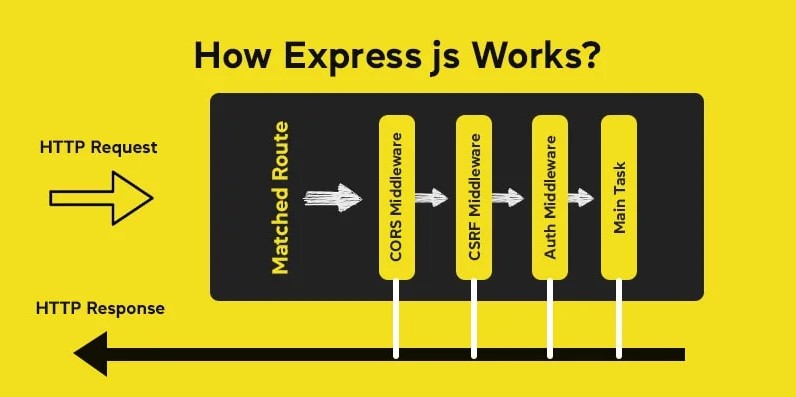 How Express js Works?
HTTP Request
Matched Route
CORS Middleware
CSRF Middleware
Auth Middleware
Main Task
HTTP Response